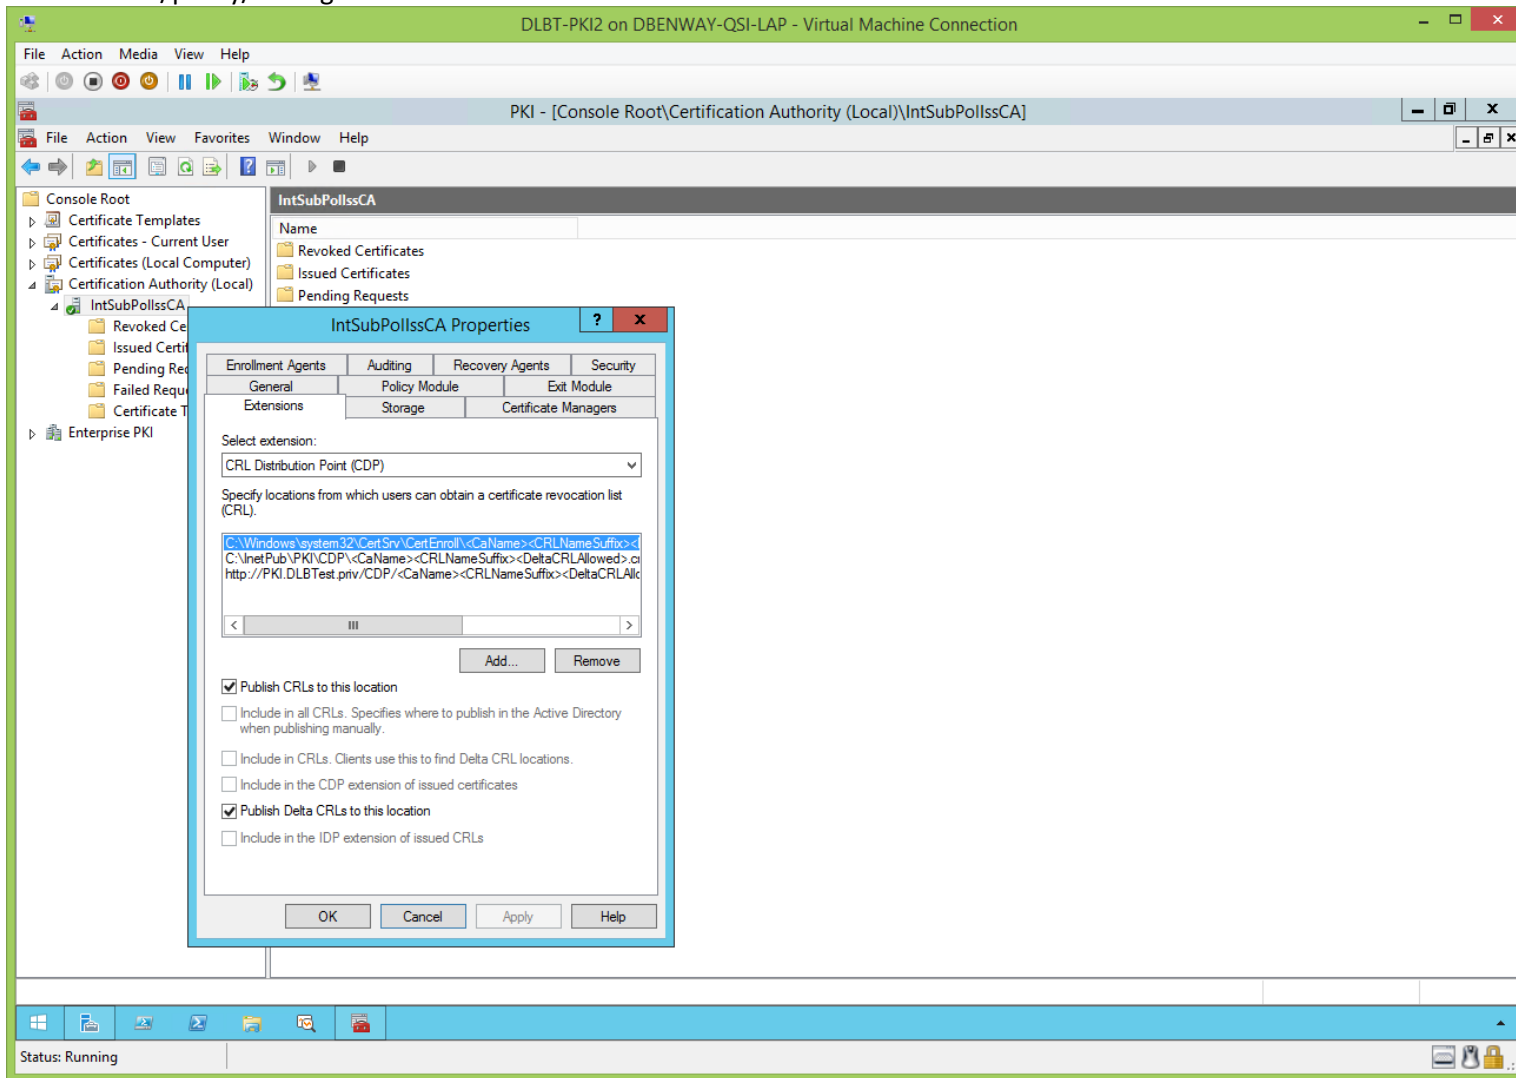 DLBT-PKI2 on DBENWAY-QSI-LAP - Virtual Machine Connection
File Action Media View Help
PKI - [Console Root\Certification Authority (Local)\IntSubPolIssCA]
File Action View Favorites Window Help
Console Root
Certificate Templates
Certificates - Current User
Certificates (Local Computer)
Certification Authority (Local)
IntSubPolIssCA
Revoked Ce
Issued Certif
Pending Rec
Failed Reque
Certificate T
Enterprise PKI
IntSubPolIssCA
Name
Revoked Certificates
Issued Certificates
Pending Requests
IntSubPolIssCA Properties
Enrollment Agents Auditing Recovery Agents Security
General Policy Module Exit Module
Extensions Storage Certificate Managers
Select extension:
CRL Distribution Point (CDP)
Specify locations from which users can obtain a certificate revocation list
(CRL).
C:\Windows\system32\CertSrv\CertEnroll\<CaName><CRLNameSuffix><
C:\InetPub\PKI\CDP\<CaName><CRLNameSuffix><DeltaCRLAllowed>.cr
http://PKI.DLBTest.priv/CDP/<CaName><CRLNameSuffix><DeltaCRLAllc
Add... Remove
Publish CRLs to this location
Include in all CRLs. Specifies where to publish in the Active Directory
when publishing manually.
Include in CRLs. Clients use this to find Delta CRL locations.
Include in the CDP extension of issued certificates
Publish Delta CRLs to this location
Include in the IDP extension of issued CRLs
OK Cancel Apply Help
Status: Running